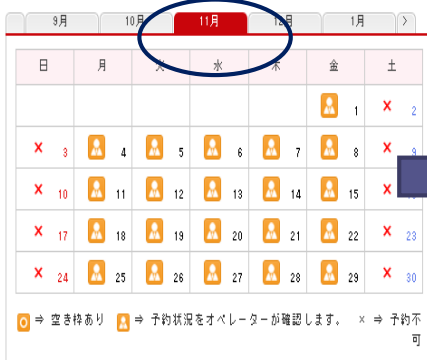 9月 10月 11月 12月 1月 >
日 月 火 水 木 金 土
1 × 2
× 3 4 5 6 7 8 × 9
× 10 11 12 13 14 15 ×
× 17 18 19 20 21 22 × 23
× 24 25 26 27 28 29 × 30
⇒ 空き枠あり ⇒ 予約状況をオペレーターが確認します。 × ⇒ 予約不
可